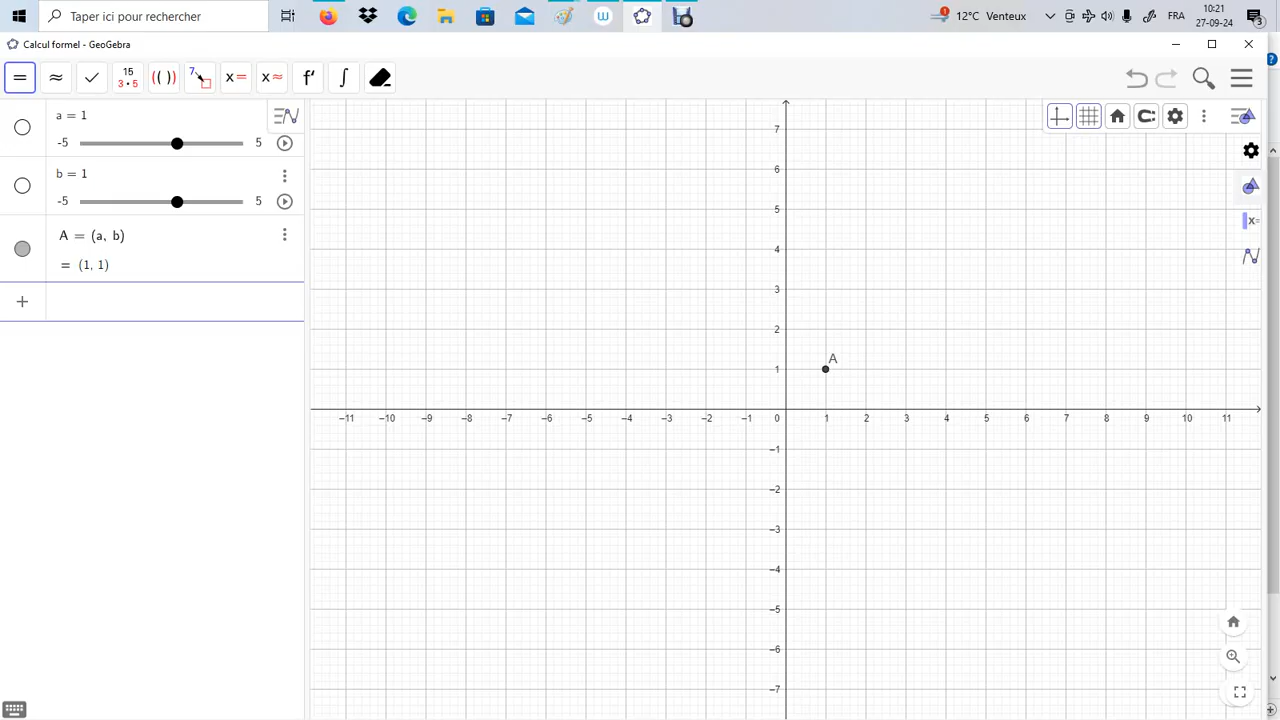 Taper ici pour rechercher
12°C Venteux
FRA
10:21
27-09-24
Calcul formel - GeoGebra
= ≈ ✓ 15 3·5 (( )) 7 x= x≈ f' ∫
a = 1
-5 5
b = 1
-5 5
A = (a, b)
= (1, 1)
+
7
6
5
4
3
2
1
A
−11 −10 −9 −8 −7 −6 −5 −4 −3 −2 −1 0 1 2 3 4 5 6 7 8 9 10 11
−1
−2
−3
−4
−5
−6
−7
x=